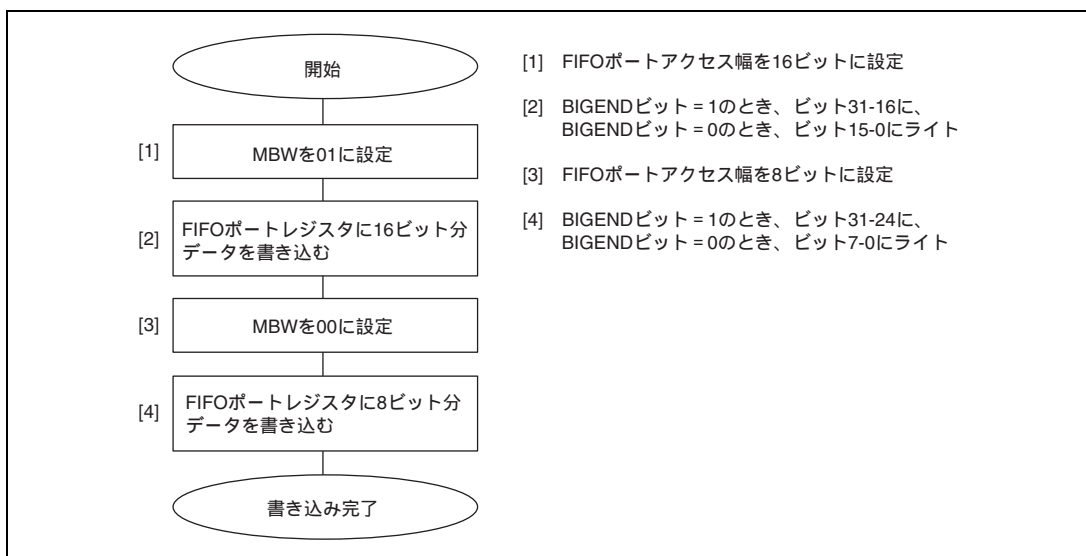 開始
[1] MBWを01に設定
[2] FIFOポートレジスタに16ビット分
データを書き込む
[3] MBWを00に設定
[4] FIFOポートレジスタに8ビット分
データを書き込む
書き込み完了
[1] FIFOポートアクセス幅を16ビットに設定
[2] BIGENDビット = 1のとき、ビット31-16に、
BIGENDビット = 0のとき、ビット15-0にライト
[3] FIFOポートアクセス幅を8ビットに設定
[4] BIGENDビット = 1のとき、ビット31-24に、
BIGENDビット = 0のとき、ビット7-0にライト